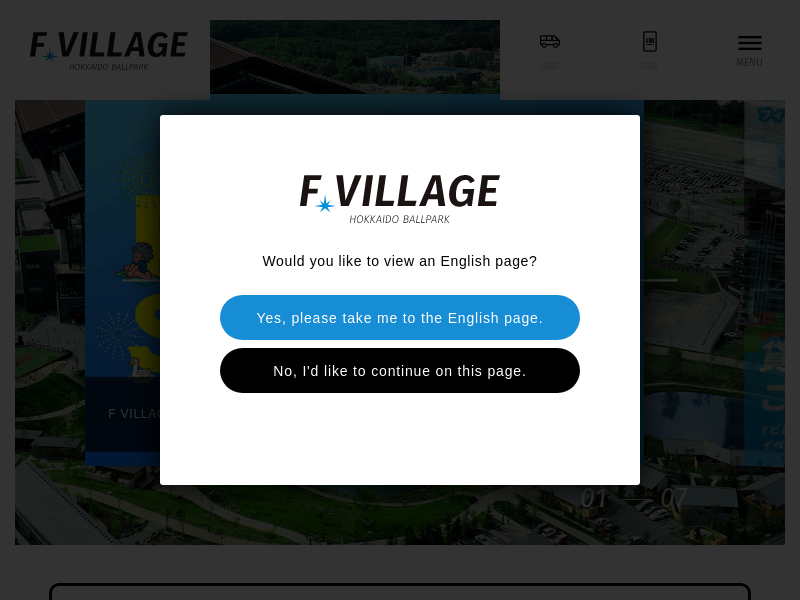 F VILLAGE
HOKKAIDO BALLPARK
MENU
F VILLAGE
HOKKAIDO BALLPARK
Would you like to view an English page?
Yes, please take me to the English page.
No, I'd like to continue on this page.
01
07